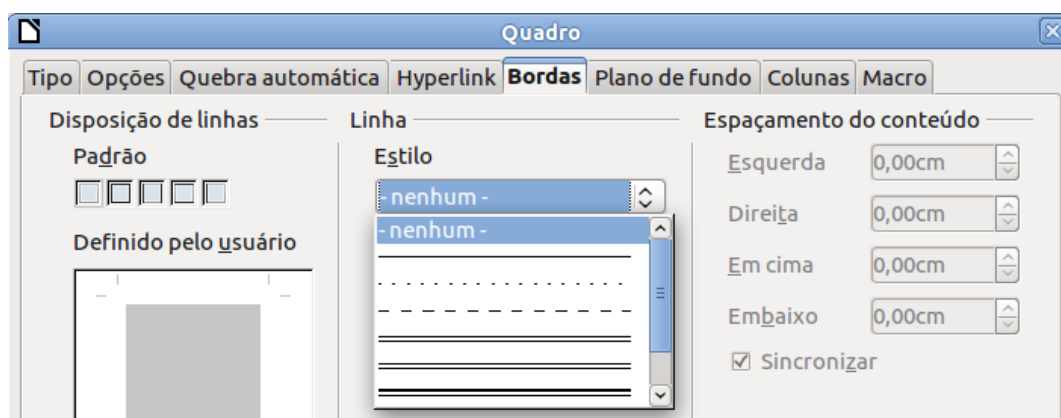 Quadro
Tipo Opções Quebra automática Hyperlink Bordas Plano de fundo Colunas Macro
Disposição de linhas
Padrão
Definido pelo usuário
Linha
Estilo
- nenhum -
- nenhum -
Espaçamento do conteúdo
Esquerda 0,00cm
Direita 0,00cm
Em cima 0,00cm
Embaixo 0,00cm
Sincronizar